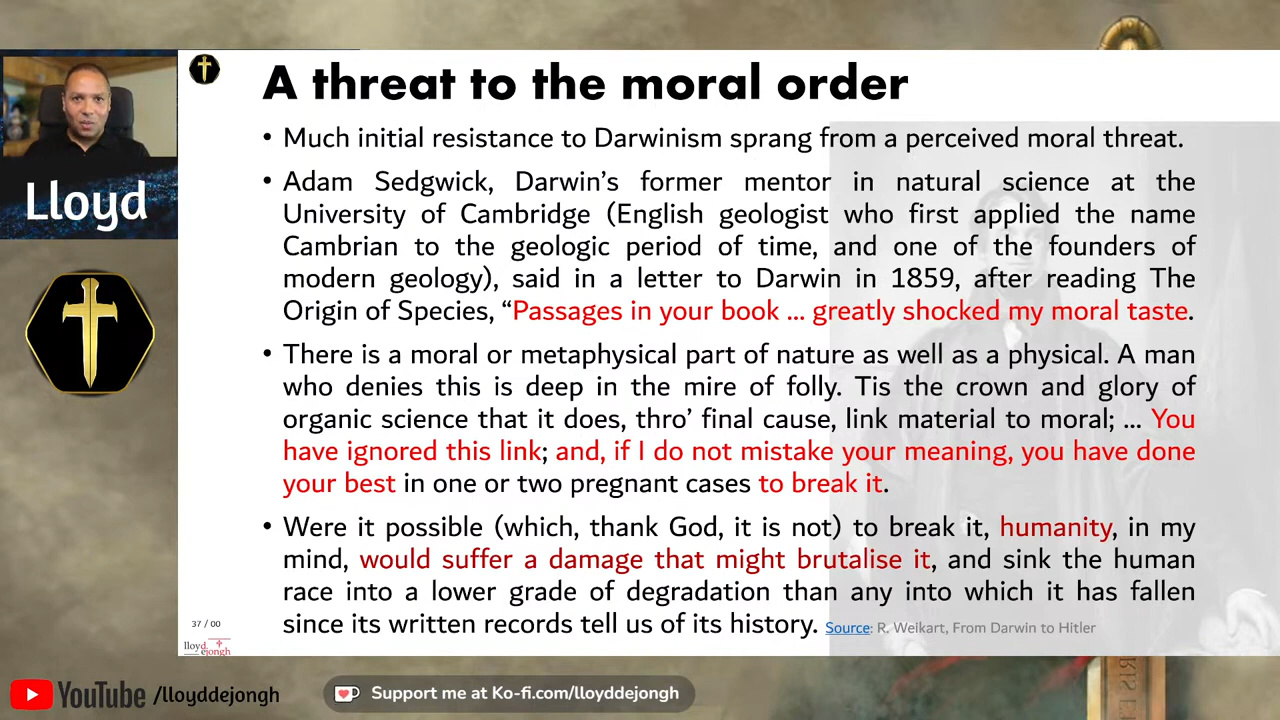 A threat to the moral order
• Much initial resistance to Darwinism sprang from a perceived moral threat.
• Adam Sedgwick, Darwin's former mentor in natural science at the
University of Cambridge (English geologist who first applied the name
Cambrian to the geologic period of time, and one of the founders of
modern geology), said in a letter to Darwin in 1859, after reading The
Origin of Species, “Passages in your book ... greatly shocked my moral taste.
• There is a moral or metaphysical part of nature as well as a physical. A man
who denies this is deep in the mire of folly. Tis the crown and glory of
organic science that it does, thro' final cause, link material to moral; ... You
have ignored this link; and, if I do not mistake your meaning, you have done
your best in one or two pregnant cases to break it.
• Were it possible (which, thank God, it is not) to break it, humanity, in my
mind, would suffer a damage that might brutalise it, and sink the human
race into a lower grade of degradation than any into which it has fallen
since its written records tell us of its history. Source: R. Weikart, From Darwin to Hitler
Lloyd
37 / 00
lloyd
dejongh
YouTube /lloyddejongh
Support me at Ko-fi.com/lloyddejongh